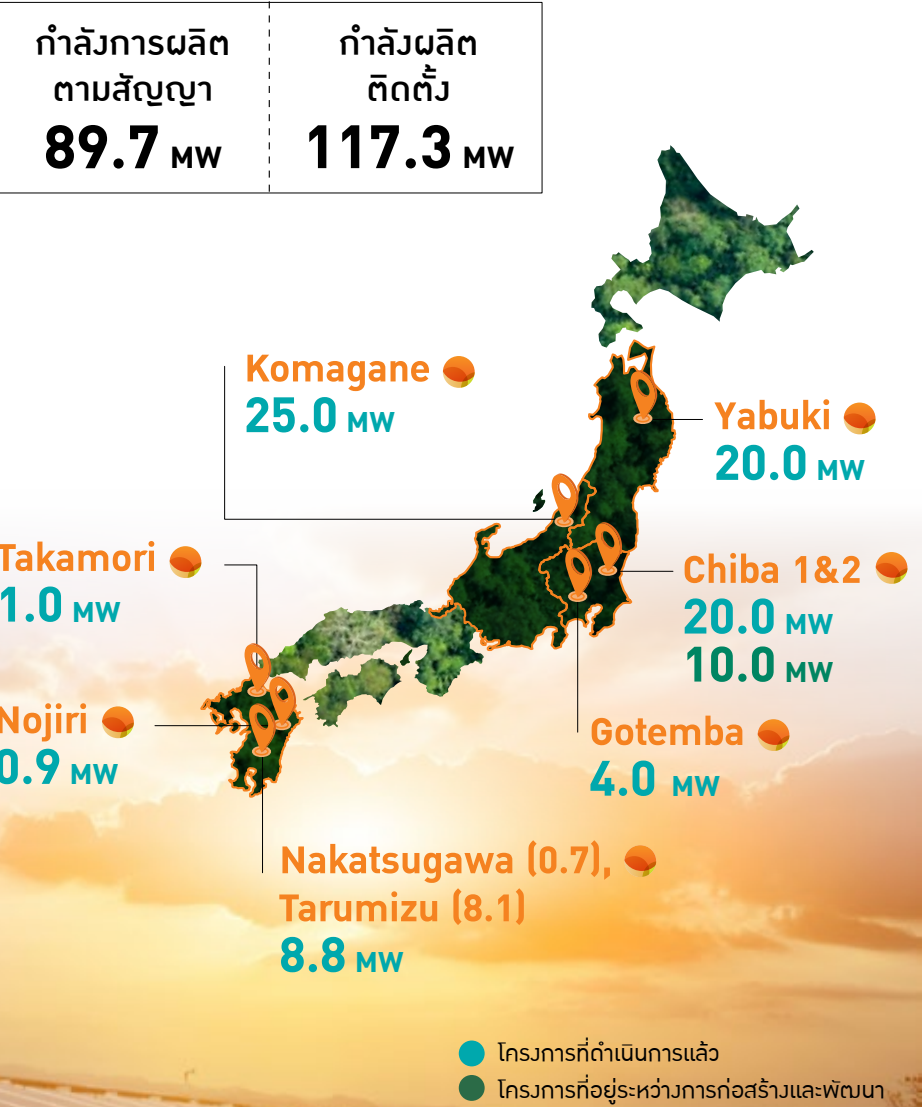 กำลังการผลิต
ตามสัญญา
89.7 MW
กำลังผลิต
ติดตั้ง
117.3 MW
Komagane
25.0 MW
Yabuki
20.0 MW
Takamori
1.0 MW
Chiba 1&2
20.0 MW
10.0 MW
Nojiri
0.9 MW
Gotemba
4.0 MW
Nakatsugawa (0.7),
Tarumizu (8.1)
8.8 MW
โครงการที่ดำเนินการแล้ว
โครงการที่อยู่ระหว่างการก่อสร้างและพัฒนา